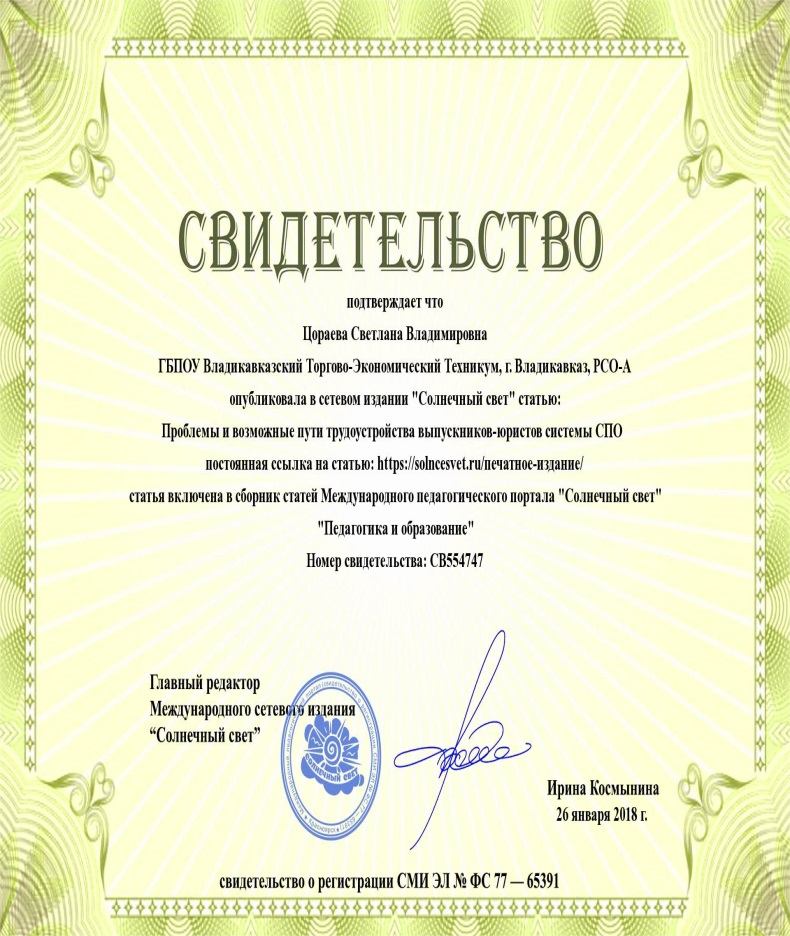 СВИДЕТЕЛЬСТВО
подтверждает что
Цораева Светлана Владимировна
ГБПОУ Владикавказский Торгово-Экономический Техникум, г. Владикавказ, РСО-А
опубликовала в сетевом издании "Солнечный свет" статью:
Проблемы и возможные пути трудоустройства выпускников-юристов системы СПО
постоянная ссылка на статью: https://solncesvet.ru/печатное-издание/
статья включена в сборник статей Международного педагогического портала "Солнечный свет"
"Педагогика и образование"
Номер свидетельства: СВ554747
Главный редактор
Международного сетевого издания
“Солнечный свет”
СОЛНЕЧНЫЙ СВЕТ
Ирина Космынина
26 января 2018 г.
свидетельство о регистрации СМИ ЭЛ № ФС 77 — 65391